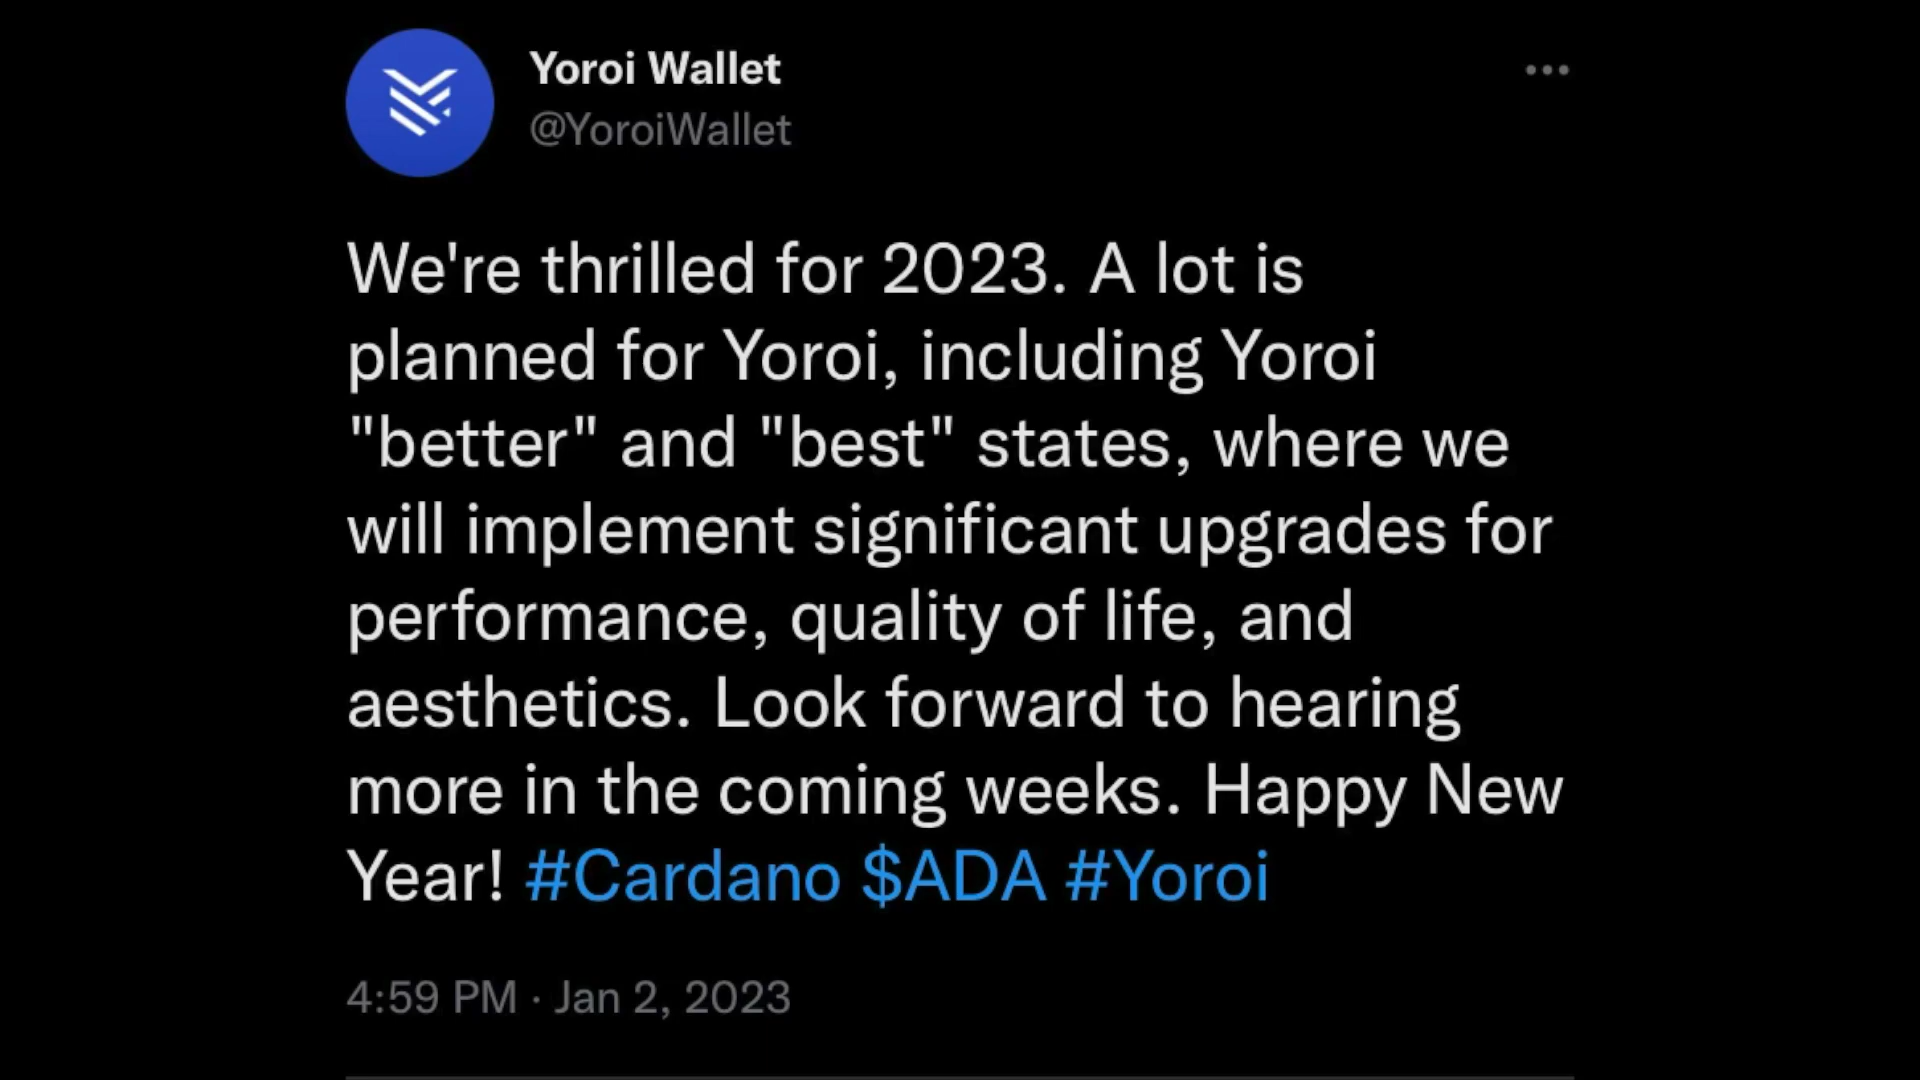 Yoroi Wallet
@YoroiWallet
We're thrilled for 2023. A lot is
planned for Yoroi, including Yoroi
"better" and "best" states, where we
will implement significant upgrades for
performance, quality of life, and
aesthetics. Look forward to hearing
more in the coming weeks. Happy New
Year! #Cardano $ADA #Yoroi
4:59 PM · Jan 2, 2023